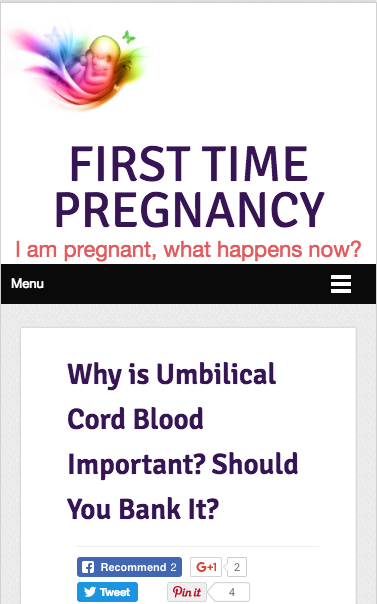 FIRST TIME
PREGNANCY
I am pregnant, what happens now?
Menu
Why is Umbilical
Cord Blood
Important? Should
You Bank It?
Recommend 2 +1 2
Tweet Pin it 4